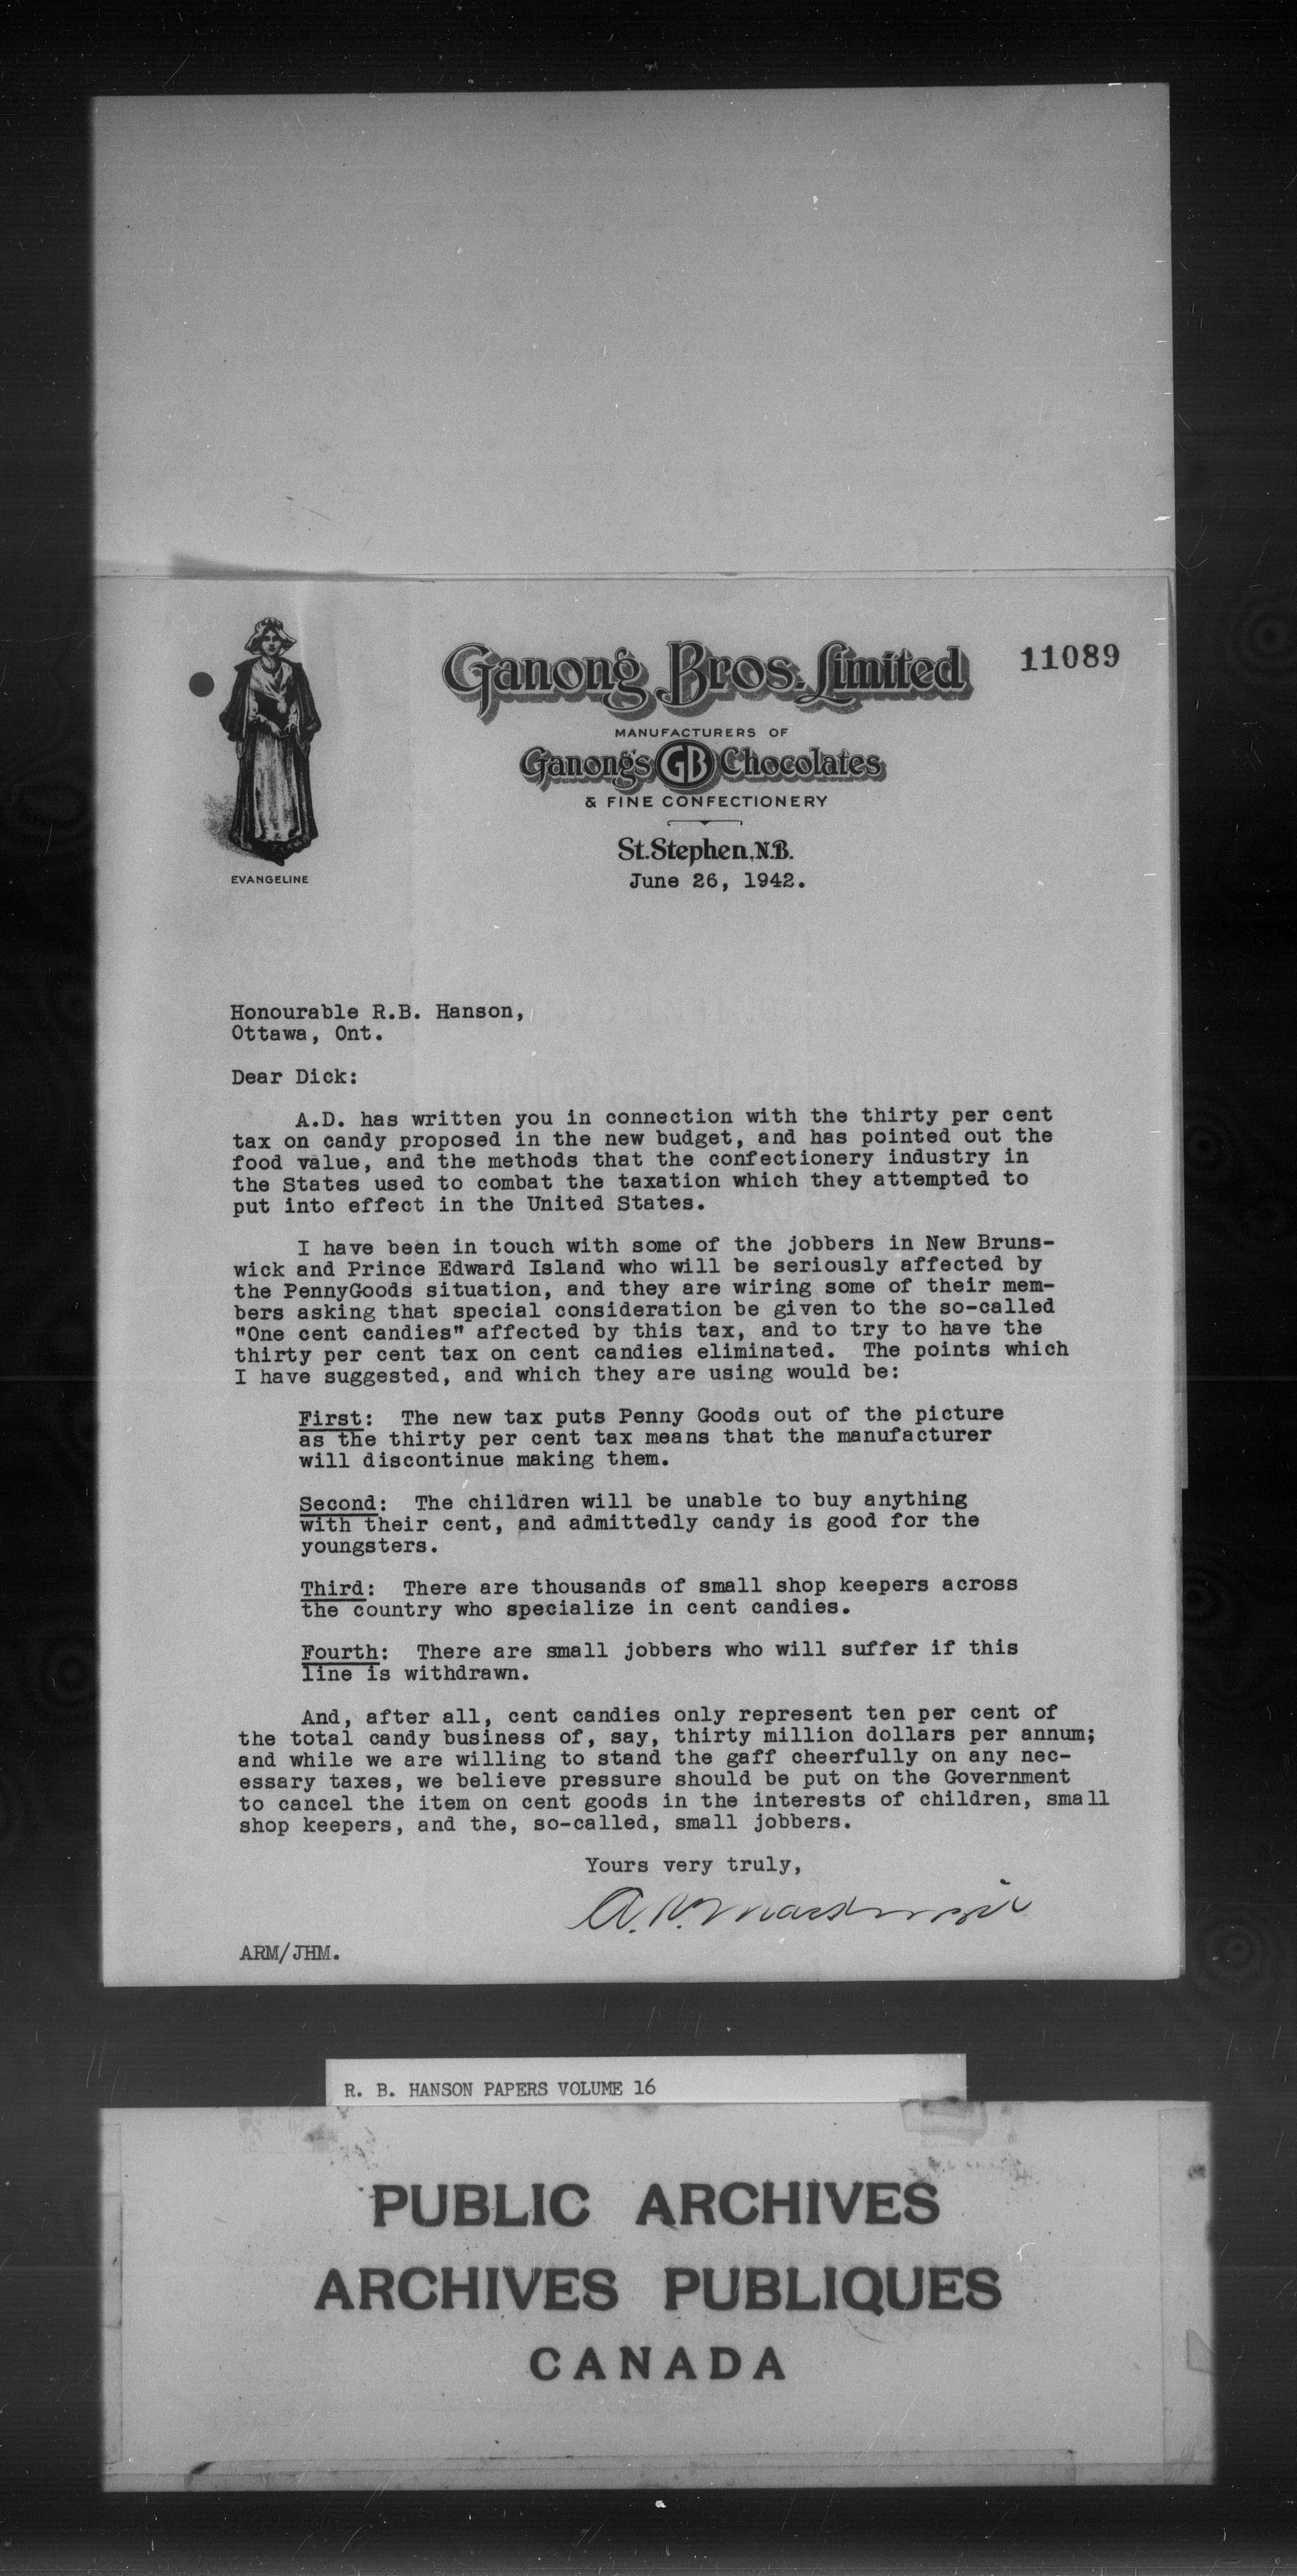 Ganong Bros. Limited
11089
MANUFACTURERS OF
Ganong's GB Chocolates
& FINE CONFECTIONERY
St. Stephen, N.B.
EVANGELINE
June 26, 1942.
Honourable R.B. Hanson,
Ottawa, Ont.
Dear Dick:
A.D. has written you in connection with the thirty per cent
tax on candy proposed in the new budget, and has pointed out the
food value, and the methods that the confectionery industry in
the States used to combat the taxation which they attempted to
put into effect in the United States.
I have been in touch with some of the jobbers in New Bruns-
wick and Prince Edward Island who will be seriously affected by
the PennyGoods situation, and they are wiring some of their mem-
bers asking that special consideration be given to the so-called
"One cent candies" affected by this tax, and to try to have the
thirty per cent tax on cent candies eliminated. The points which
I have suggested, and which they are using would be:
First: The new tax puts Penny Goods out of the picture
as the thirty per cent tax means that the manufacturer
will discontinue making them.
Second: The children will be unable to buy anything
with their cent, and admittedly candy is good for the
youngsters.
Third: There are thousands of small shop keepers across
the country who specialize in cent candies.
Fourth: There are small jobbers who will suffer if this
line is withdrawn.
And, after all, cent candies only represent ten per cent of
the total candy business of, say, thirty million dollars per annum;
and while we are willing to stand the gaff cheerfully on any nec-
essary taxes, we believe pressure should be put on the Government
to cancel the item on cent goods in the interests of children, small
shop keepers, and the, so-called, small jobbers.
Yours very truly,
ARM/JHM.
R. B. HANSON PAPERS VOLUME 16
PUBLIC ARCHIVES
ARCHIVES PUBLIQUES
CANADA